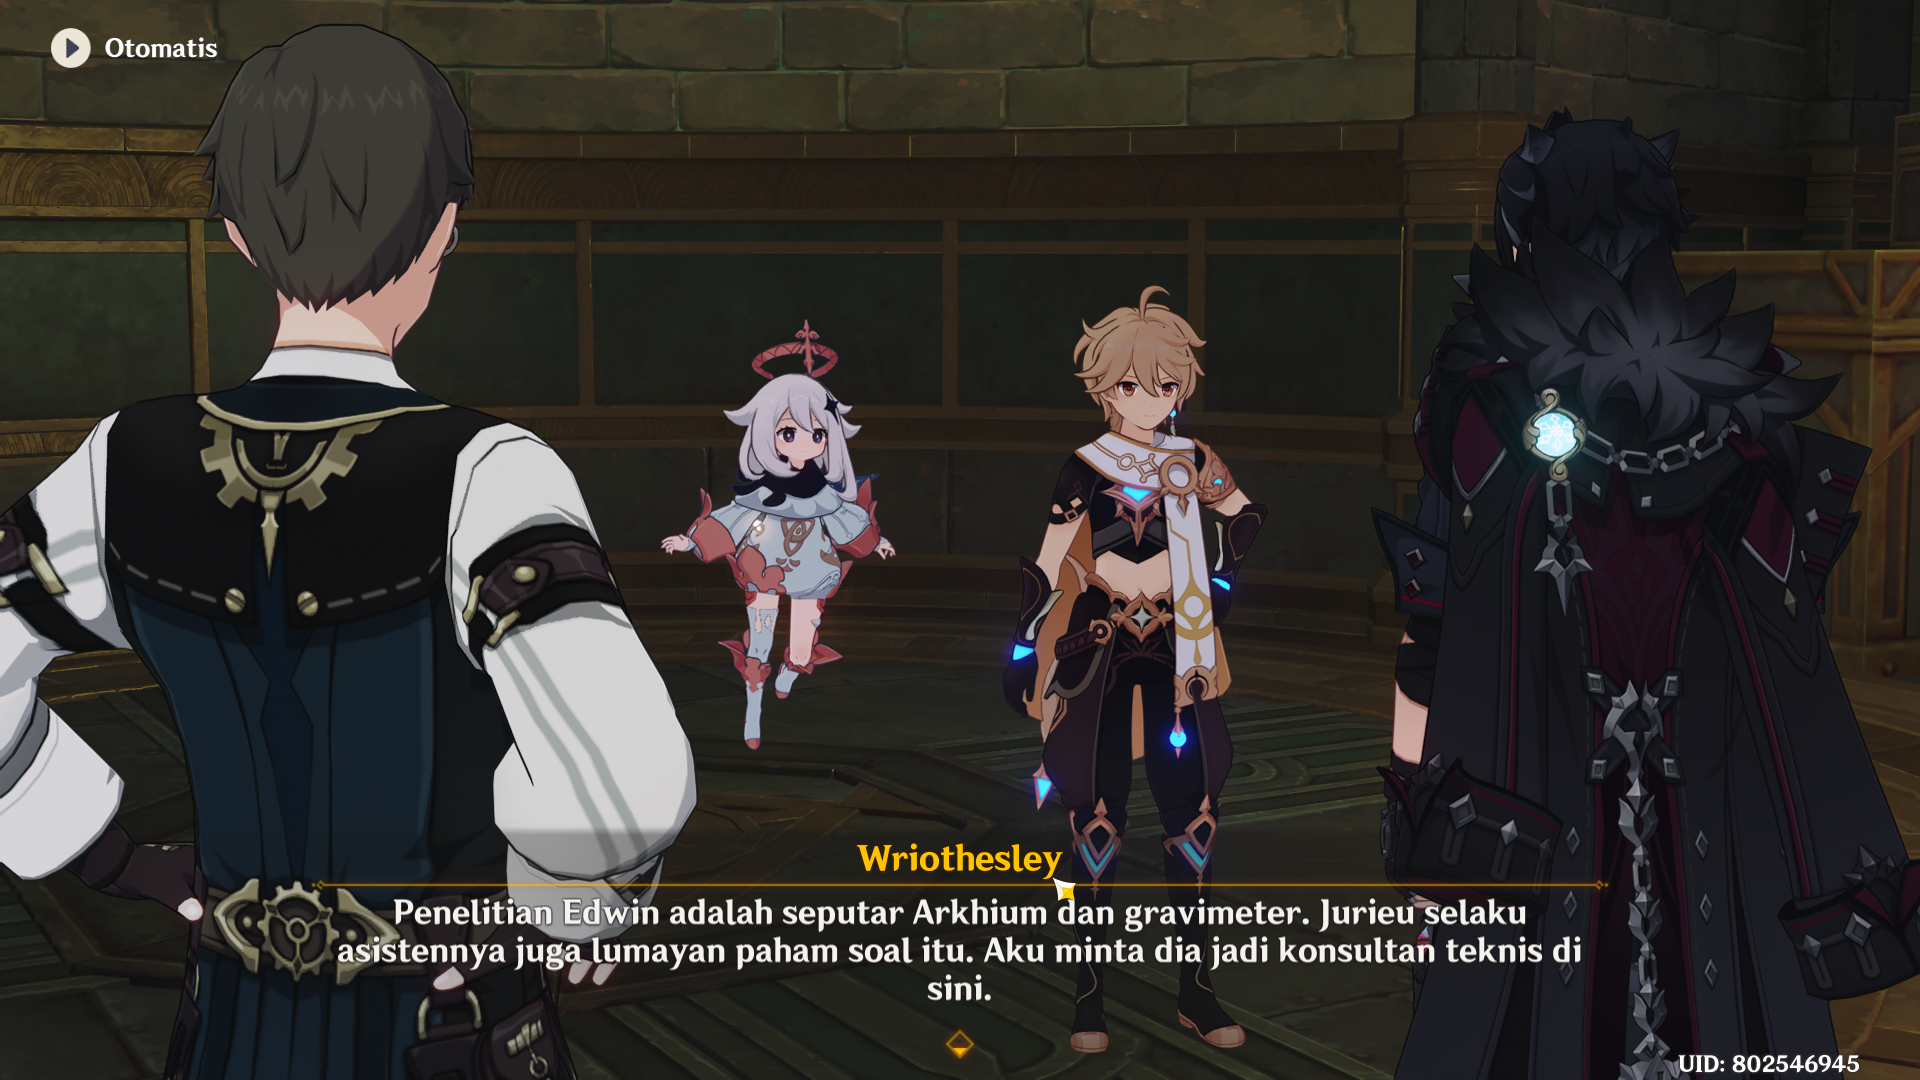 Otomatis
Wriothesley
Penelitian Edwin adalah seputar Arkhium dan gravimeter. Jurieu selaku
asistennya juga lumayan paham soal itu. Aku minta dia jadi konsultan teknis di
sini.
UID: 802546945